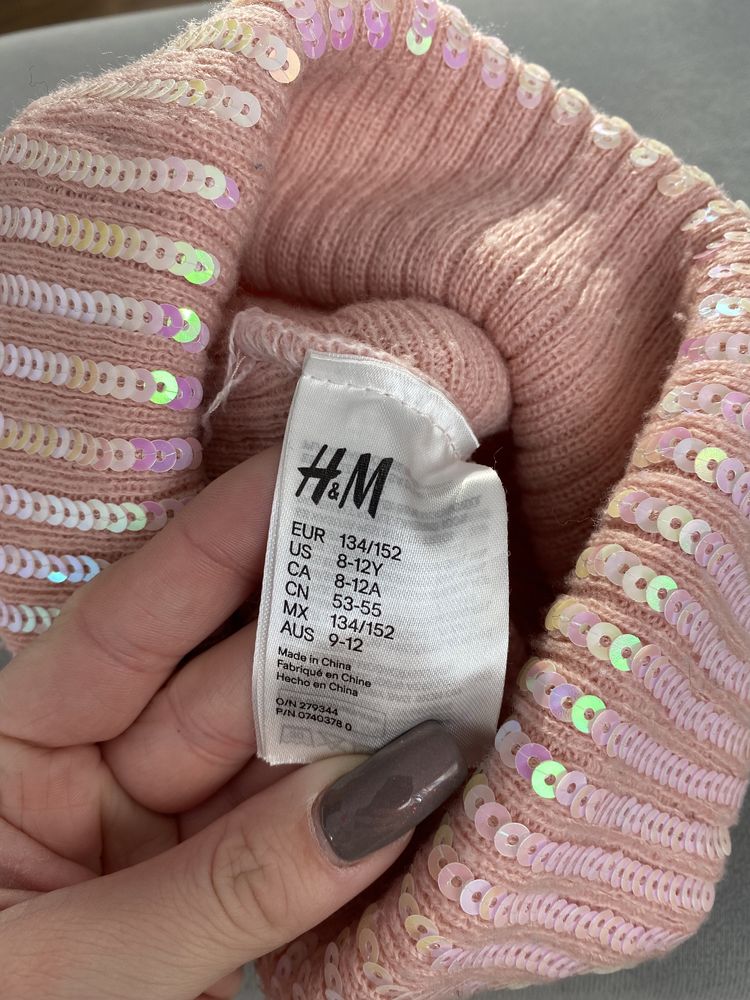 H&M
EUR 134/152
US 8-12Y
CA 8-12A
CN 53-55
MX 134/152
AUS 9-12
Made in China
Fabriqué en Chine
Hecho en China
O/N 279344
P/N 0740378 0